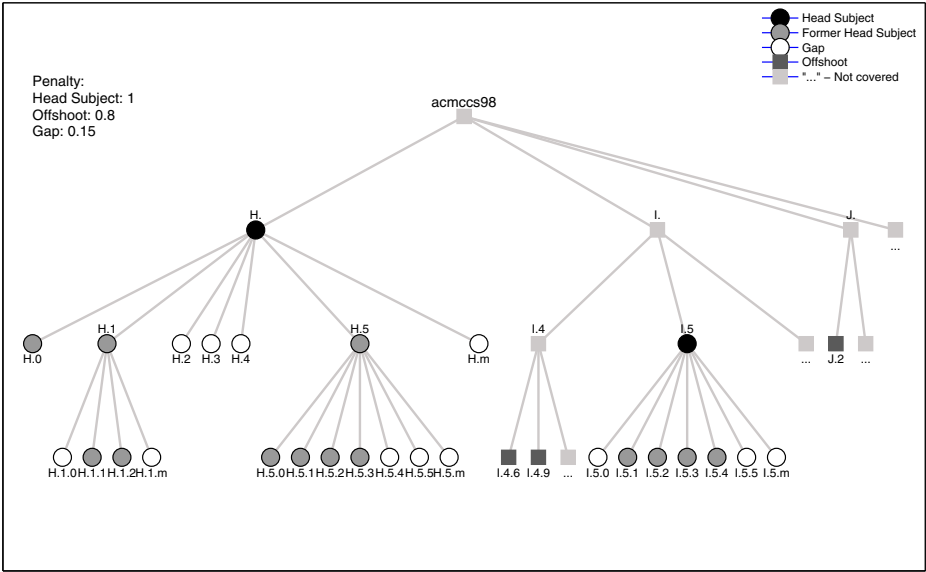 Head Subject
Former Head Subject
Gap
Offshoot
"..." – Not covered
Penalty:
Head Subject: 1
Offshoot: 0.8
Gap: 0.15
acmccs98
H. I. J.
...
H.1 H.5 I.4 I.5
H.0 H.2 H.3 H.4 H.m ... J.2 ...
H.1.0 H.1.1 H.1.2 H.1.m H.5.0 H.5.1 H.5.2 H.5.3 H.5.4 H.5.5 H.5.m I.4.6 I.4.9 ... I.5.0 I.5.1 I.5.2 I.5.3 I.5.4 I.5.5 I.5.m